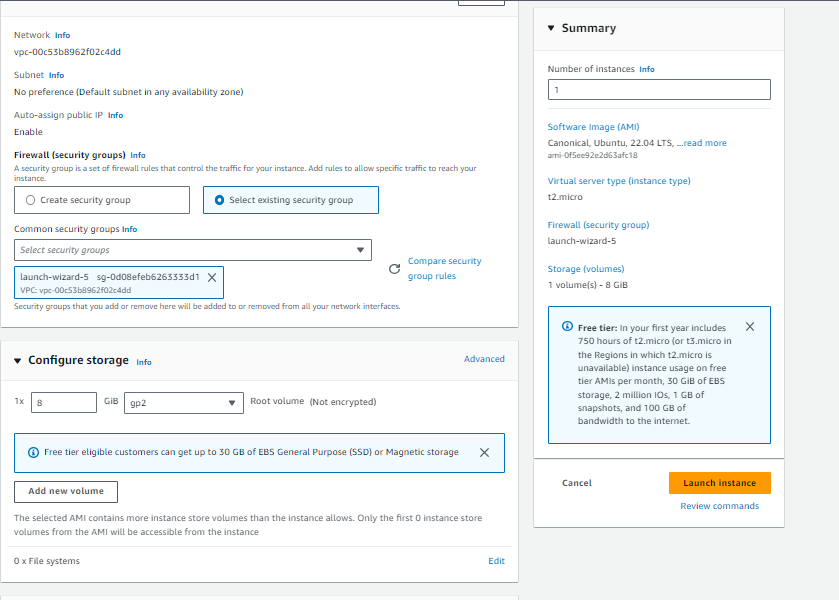 Network Info
vpc-00c53b8962f02c4dd
Subnet Info
No preference (Default subnet in any availability zone)
Auto-assign public IP Info
Enable
Firewall (security groups) Info
A security group is a set of firewall rules that control the traffic for your instance. Add rules to allow specific traffic to reach your
instance.
Create security group
Select existing security group
Common security groups Info
Select security groups
launch-wizard-5 sg-0d08efeb6263333d1
VPC: vpc-00c53b8962f02c4dd
Compare security
group rules
Security groups that you add or remove here will be added to or removed from all your network interfaces.
Configure storage Info
Advanced
1x 8 GiB gp2 Root volume (Not encrypted)
Free tier eligible customers can get up to 30 GB of EBS General Purpose (SSD) or Magnetic storage
Add new volume
The selected AMI contains more instance store volumes than the instance allows. Only the first 0 instance store
volumes from the AMI will be accessible from the instance
0 x File systems
Edit
Summary
Number of instances Info
1
Software Image (AMI)
Canonical, Ubuntu, 22.04 LTS, ...read more
ami-0f5ee92e2d63afc18
Virtual server type (instance type)
t2.micro
Firewall (security group)
launch-wizard-5
Storage (volumes)
1 volume(s) - 8 GiB
Free tier: In your first year includes
750 hours of t2.micro (or t3.micro in
the Regions in which t2.micro is
unavailable) instance usage on free
tier AMIs per month, 30 GiB of EBS
storage, 2 million IOs, 1 GB of
snapshots, and 100 GB of
bandwidth to the internet.
Cancel
Launch instance
Review commands